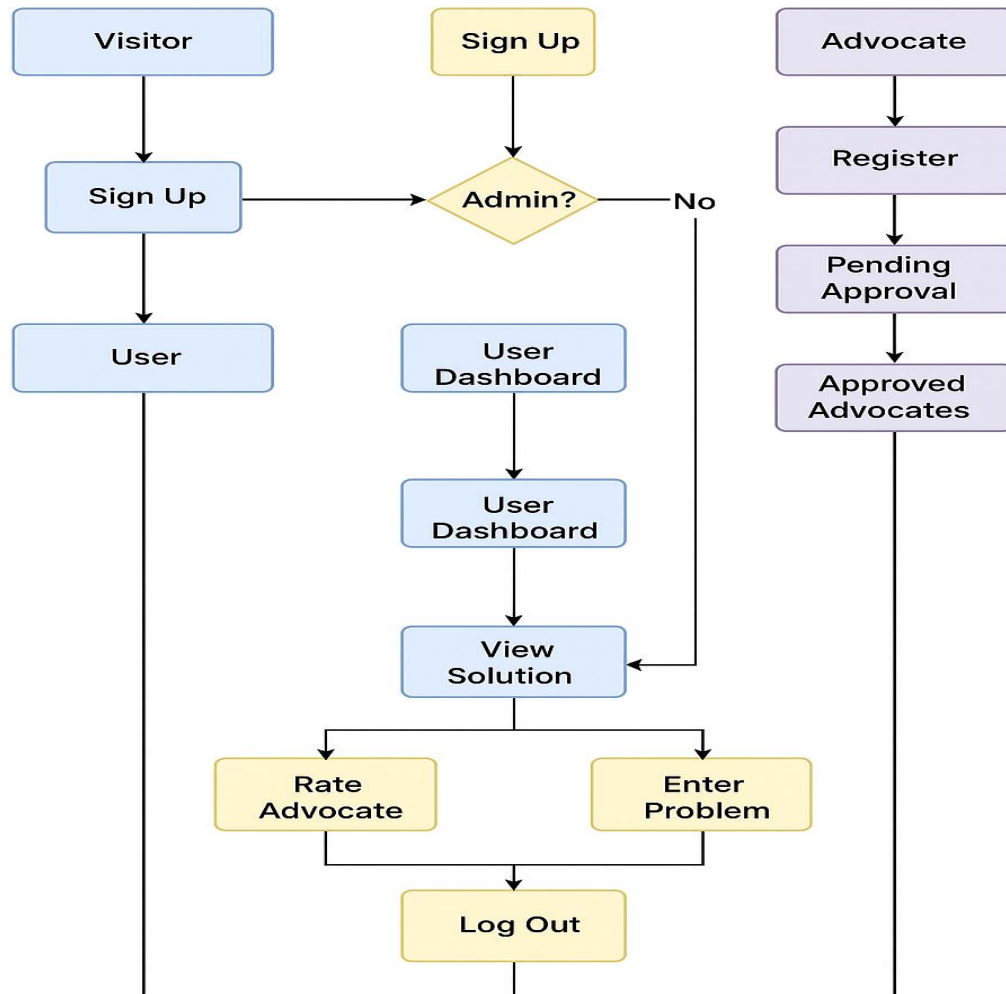 Visitor
Sign Up
Advocate
Register
Sign Up
Admin?
No
Pending
Approval
User
User
Dashboard
Approved
Advocates
User
Dashboard
View
Solution
Rate
Advocate
Enter
Problem
Log Out